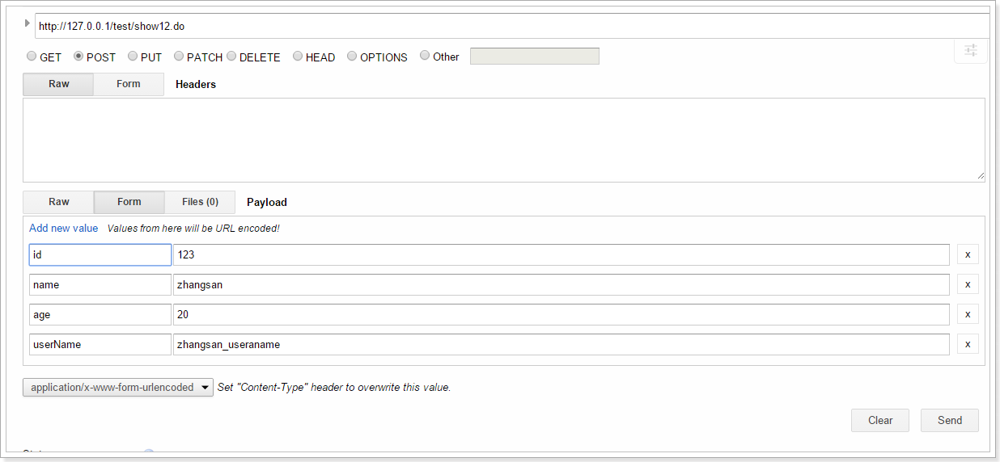 http://127.0.0.1/test/show12.do
GET POST PUT PATCH DELETE HEAD OPTIONS Other
Raw Form Headers
Raw Form Files (0) Payload
Add new value Values from here will be URL encoded!
id 123 x
name zhangsan x
age 20 x
userName zhangsan_useraname x
application/x-www-form-urlencoded Set "Content-Type" header to overwrite this value.
Clear Send